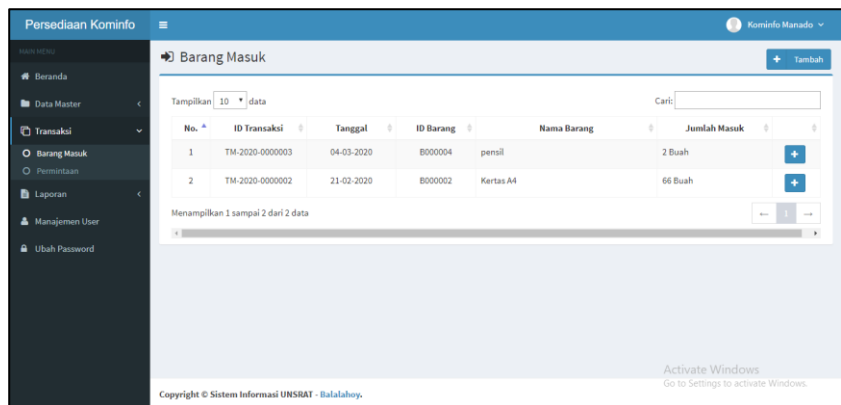 Persediaan Kominfo
Kominfo Manado
MAIN MENU
Beranda
Data Master
Transaksi
Barang Masuk
Permintaan
Laporan
Manajemen User
Ubah Password
Barang Masuk
+ Tambah
Tampilkan 10 data
Cari:
No. ID Transaksi Tanggal ID Barang Nama Barang Jumlah Masuk
1 TM-2020-0000003 04-03-2020 B000004 pensil 2 Buah
2 TM-2020-0000002 21-02-2020 B000002 Kertas A4 66 Buah
Menampilkan 1 sampai 2 dari 2 data
← 1 →
Activate Windows
Go to Settings to activate Windows.
Copyright © Sistem Informasi UNSRAT - Balalahoy.